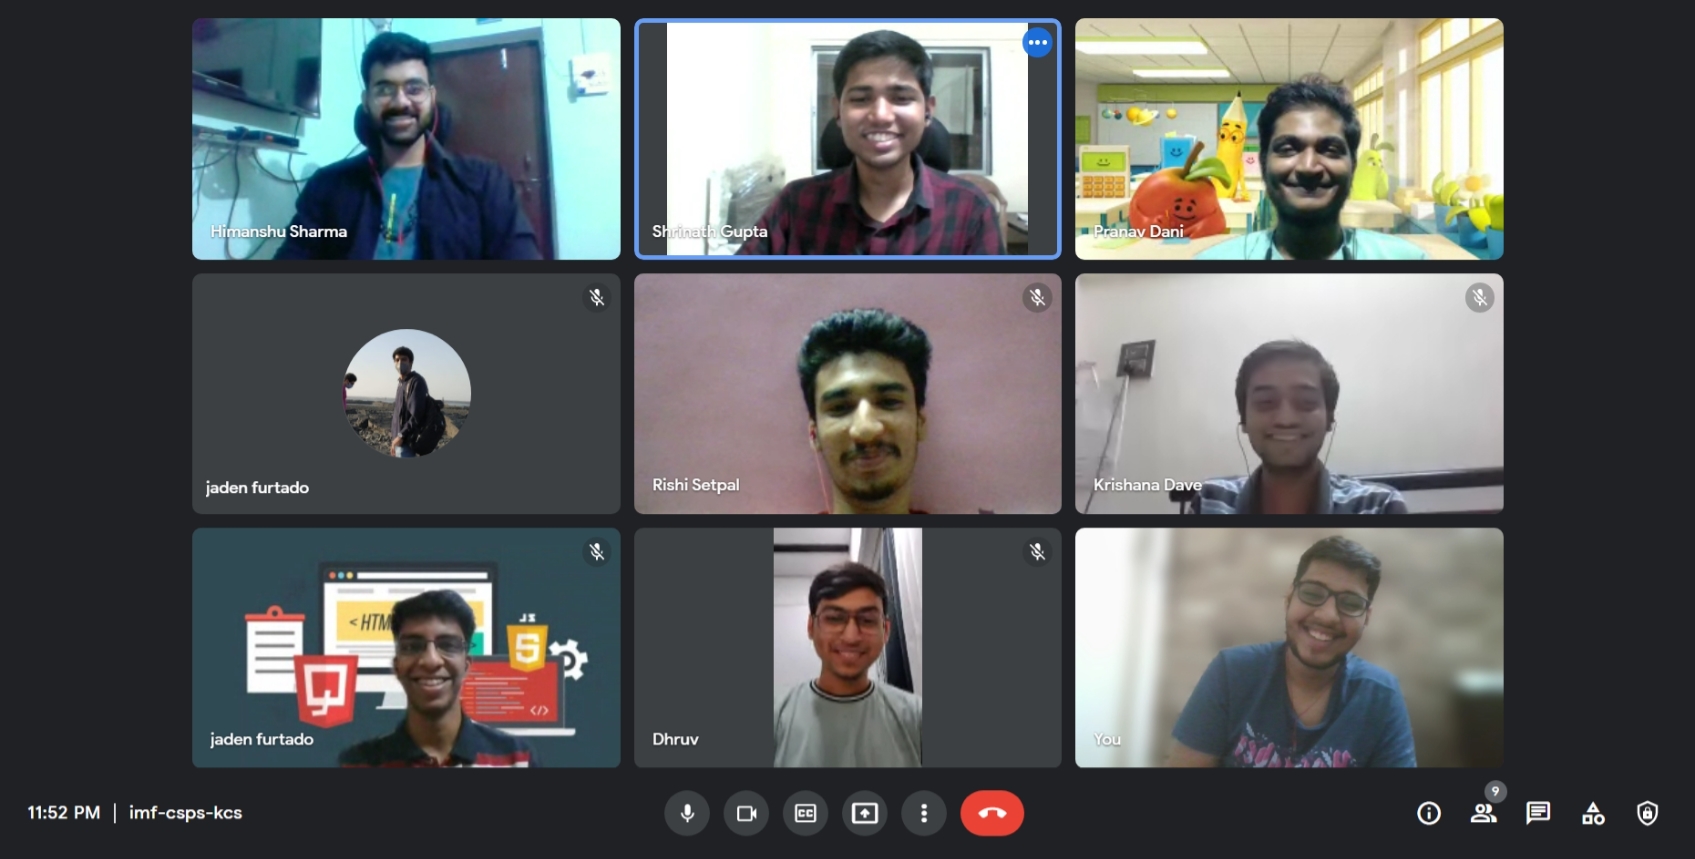 Himanshu Sharma
Shrinath Gupta
Pranav Dani
jaden furtado
Rishi Setpal
Krishana Dave
< HTM
JS
5
</>
jaden furtado
Dhruv
You
11:52 PM | imf-csps-kcs
CC
9